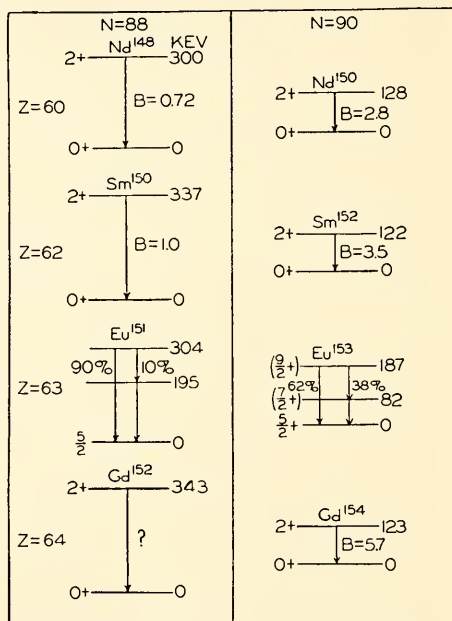 N=88
Nd148 KEV
2+ 300
Z=60 B=0.72
0+ 0
Sm150
2+ 337
Z=62 B=1.0
0+ 0
Eu151
304
90% 10%
195
Z=63
5/2 0
Gd152
2+ 343
Z=64 ?
0+ 0
N=90
Nd150
2+ 128
B=2.8
0+ 0
Sm152
2+ 122
B=3.5
0+ 0
Eu153
(9/2+) 187
62% 38%
(7/2+) 82
5/2+ 0
Gd154
2+ 123
B=5.7
0+ 0